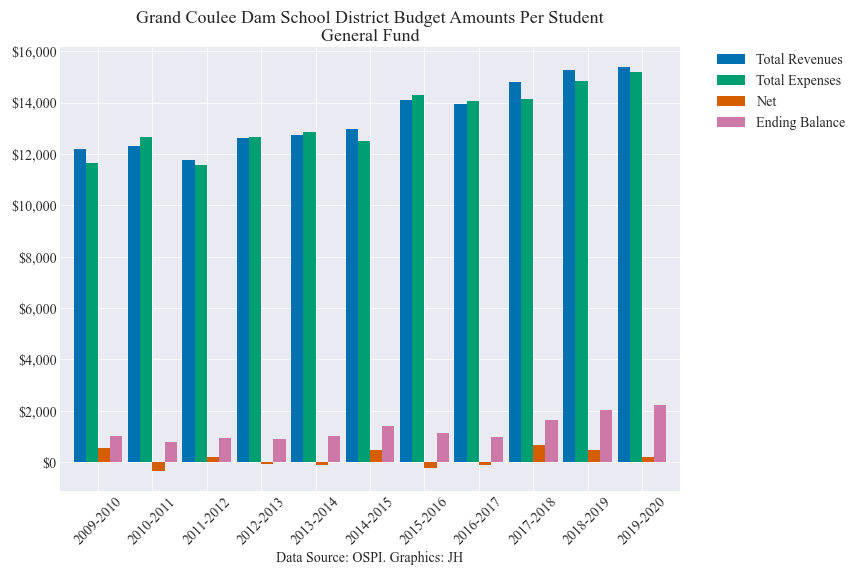 Grand Coulee Dam School District Budget Amounts Per Student
General Fund
$16,000
$14,000
$12,000
$10,000
$8,000
$6,000
$4,000
$2,000
$0
2009-2010
2010-2011
2011-2012
2012-2013
2013-2014
2014-2015
2015-2016
2016-2017
2017-2018
2018-2019
2019-2020
Data Source: OSPI. Graphics: JH
Total Revenues
Total Expenses
Net
Ending Balance